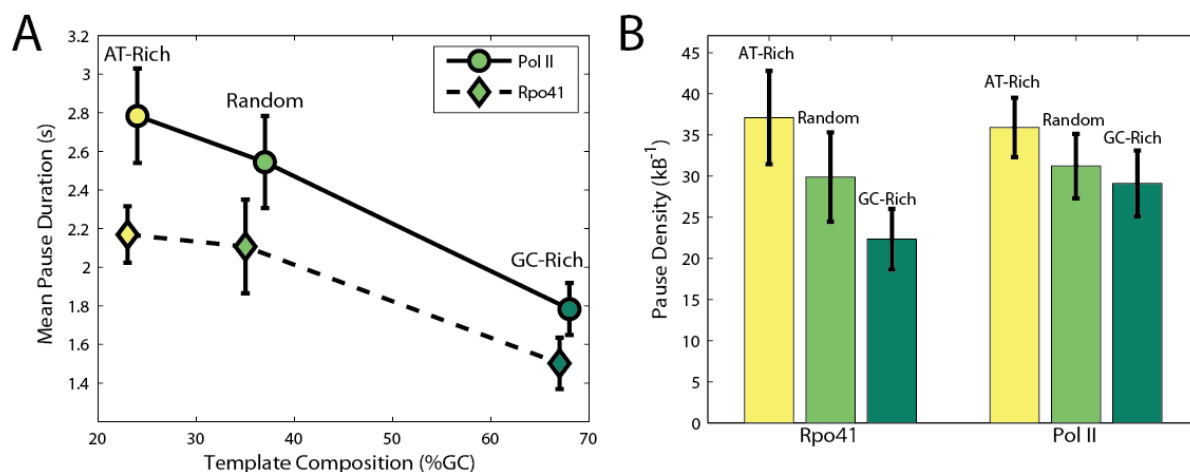 A
Mean Pause Duration (s)
3.2
3
2.8
2.6
2.4
2.2
2
1.8
1.6
1.4
AT-Rich
Random
GC-Rich
Pol II
Rpo41
20 30 40 50 60 70
Template Composition (%GC)
B
Pause Density (kB⁻¹)
45
40
35
30
25
20
15
10
5
0
AT-Rich
Random
GC-Rich
AT-Rich
Random
GC-Rich
Rpo41 Pol II